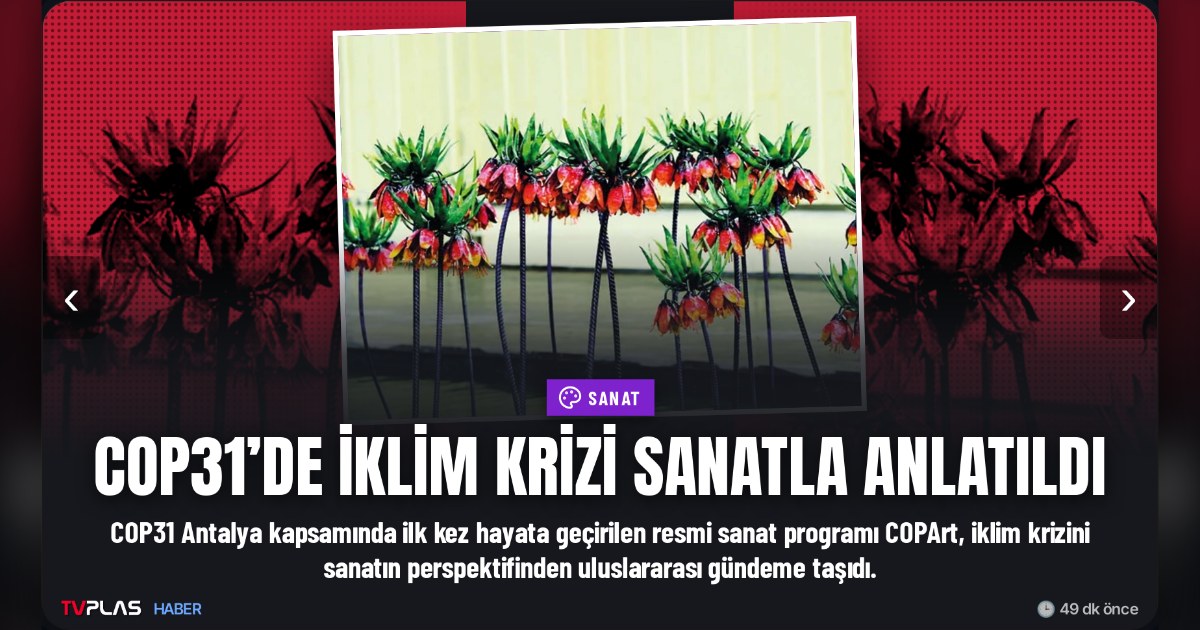 SANAT
COP31’DE İKLİM KRİZİ SANATLA ANLATILDI
COP31 Antalya kapsamında ilk kez hayata geçirilen resmi sanat programı COPArt, iklim krizini
sanatın perspektifinden uluslararası gündeme taşıdı.
TVPLAS HABER
49 dk önce